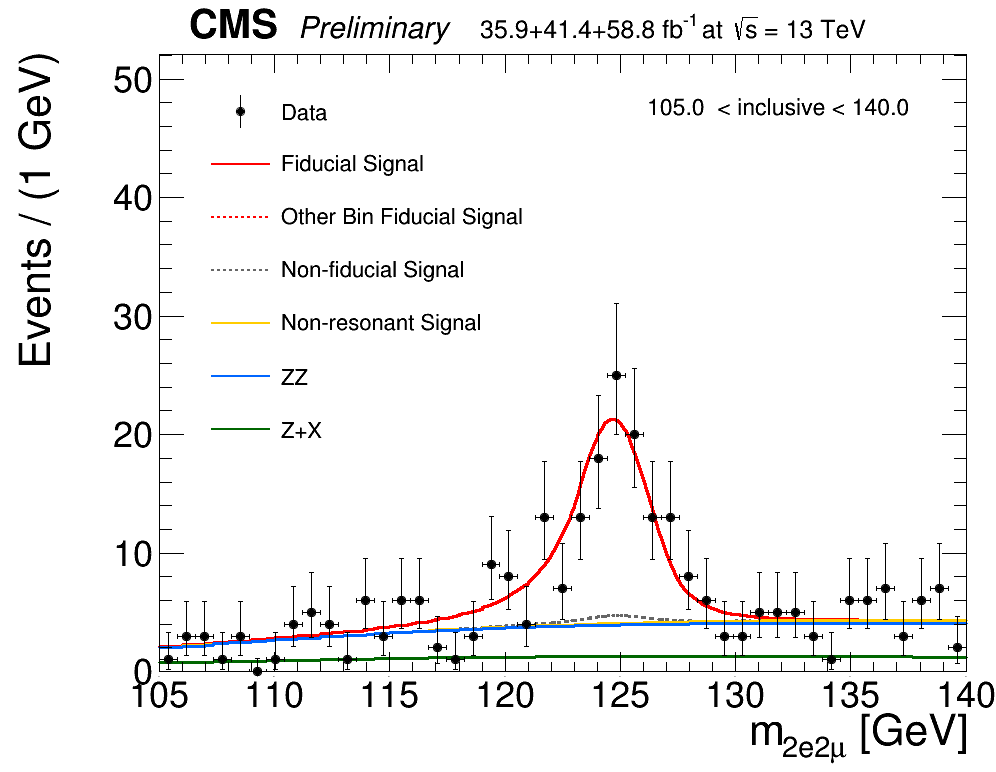 CMS Preliminary 35.9+41.4+58.8 fb⁻¹ at √s = 13 TeV
Events / (1 GeV)
50
40
30
20
10
0
105.0 < inclusive < 140.0
Data
Fiducial Signal
Other Bin Fiducial Signal
Non-fiducial Signal
Non-resonant Signal
ZZ
Z+X
105 110 115 120 125 130 135 140
m2e2μ [GeV]